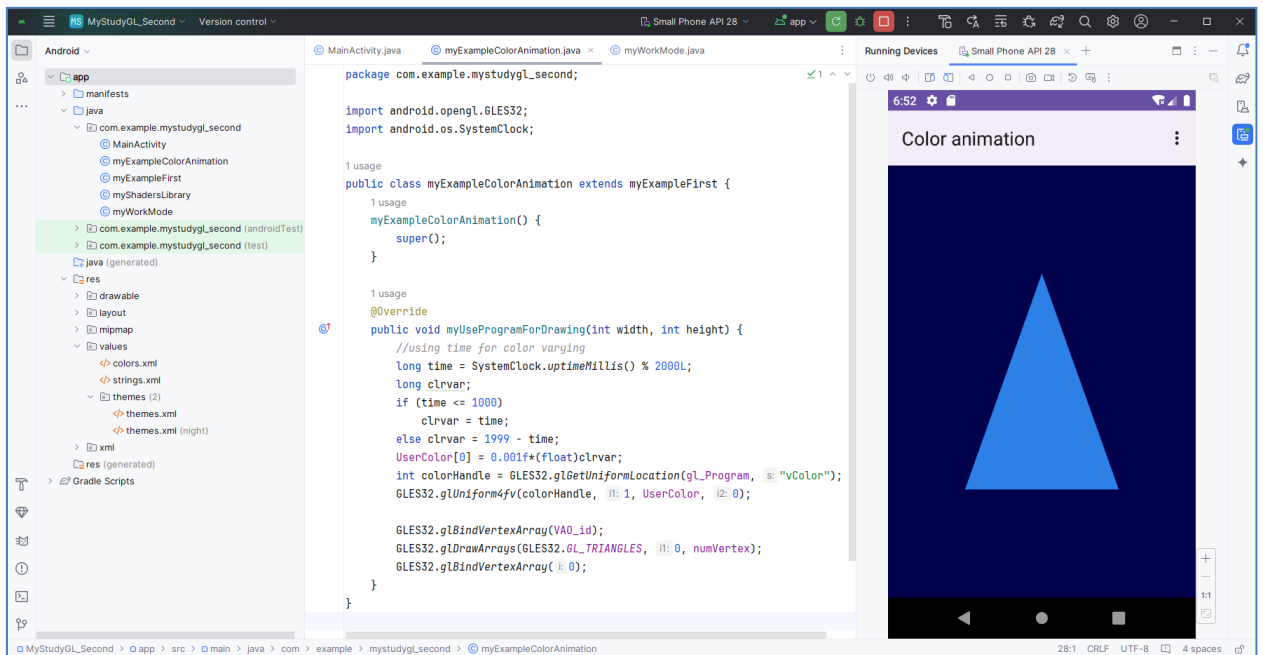 MS MyStudyGL_Second Version control Small Phone API 28 app
Android
app
manifests
java
com.example.mystudygl_second
MainActivity
myExampleColorAnimation
myExampleFirst
myShadersLibrary
myWorkMode
com.example.mystudygl_second (androidTest)
com.example.mystudygl_second (test)
java (generated)
res
drawable
layout
mipmap
values
colors.xml
strings.xml
themes (2)
themes.xml
themes.xml (night)
xml
res (generated)
Gradle Scripts
MainActivity.java myExampleColorAnimation.java myWorkMode.java
1
package com.example.mystudygl_second;
import android.opengl.GLES32;
import android.os.SystemClock;
1 usage
public class myExampleColorAnimation extends myExampleFirst {
1 usage
myExampleColorAnimation() {
super();
}
1 usage
@Override
public void myUseProgramForDrawing(int width, int height) {
//using time for color varying
long time = SystemClock.uptimeMillis() % 2000L;
long clrvar;
if (time <= 1000)
clrvar = time;
else clrvar = 1999 - time;
UserColor[0] = 0.001f*(float)clrvar;
int colorHandle = GLES32.glGetUniformLocation(gl_Program, s: "vColor");
GLES32.glUniform4fv(colorHandle, i1: 1, UserColor, i2: 0);
GLES32.glBindVertexArray(VAO_id);
GLES32.glDrawArrays(GLES32.GL_TRIANGLES, i1: 0, numVertex);
GLES32.glBindVertexArray( i: 0);
}
}
Running Devices Small Phone API 28
6:52
Color animation
1:1
MyStudyGL_Second > app > src > main > java > com > example > mystudygl_second > myExampleColorAnimation 28:1 CRLF UTF-8 4 spaces